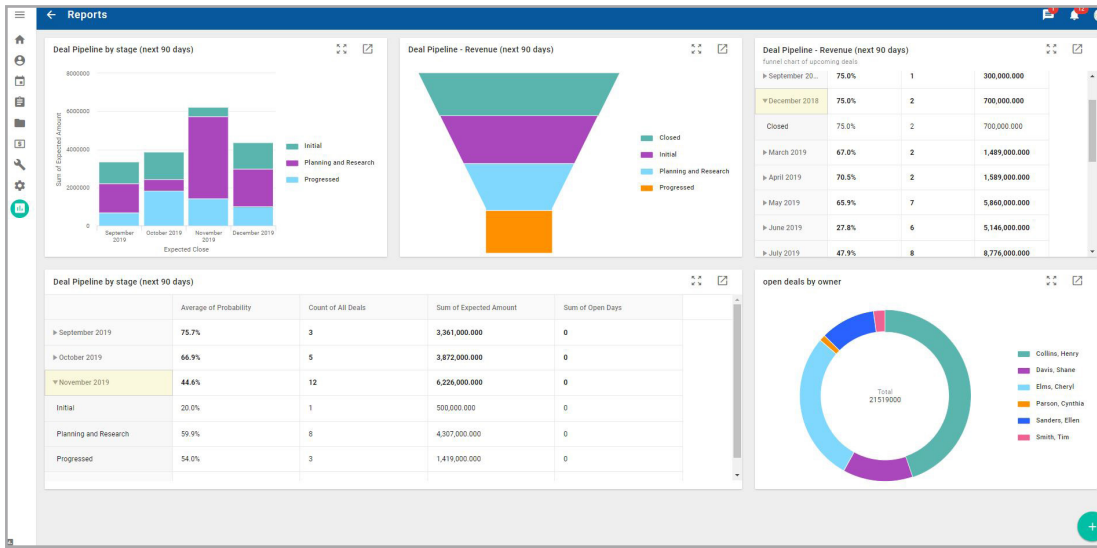 Reports
1
12
Deal Pipeline by stage (next 90 days)
8000000
6000000
4000000
2000000
0
Sum of Expected Amount
September 2019
October 2019
November 2019
December 2019
Expected Close
Initial
Planning and Research
Progressed
Deal Pipeline - Revenue (next 90 days)
Closed
Initial
Planning and Research
Progressed
Deal Pipeline - Revenue (next 90 days)
funnel chart of upcoming deals
September 20... 75.0% 1 300,000.000
December 2018 75.0% 2 700,000.000
Closed 75.0% 2 700,000.000
March 2019 67.0% 2 1,489,000.000
April 2019 70.5% 2 1,589,000.000
May 2019 65.9% 7 5,860,000.000
June 2019 27.8% 6 5,146,000.000
July 2019 47.9% 8 8,776,000.000
Deal Pipeline by stage (next 90 days)
Average of Probability Count of All Deals Sum of Expected Amount Sum of Open Days
September 2019 75.7% 3 3,361,000.000 0
October 2019 66.9% 5 3,872,000.000 0
November 2019 44.6% 12 6,226,000.000 0
Initial 20.0% 1 500,000.000 0
Planning and Research 59.9% 8 4,307,000.000 0
Progressed 54.0% 3 1,419,000.000 0
open deals by owner
Total
21519000
Collins, Henry
Davis, Shane
Elms, Cheryl
Parson, Cynthia
Sanders, Ellen
Smith, Tim